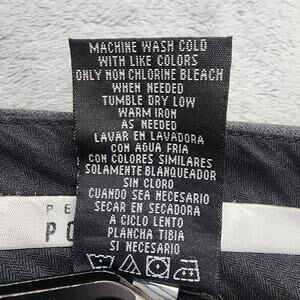 MACHINE WASH COLD
WITH LIKE COLORS
ONLY NON CHLORINE BLEACH
WHEN NEEDED
TUMBLE DRY LOW
WARM IRON
AS NEEDED
LAVAR EN LAVADORA
CON AGUA FRIA
CON COLORES SIMILARES
SOLAMENTE BLANQUEADOR
SIN CLORO
CUANDO SEA NECESARIO
SECAR EN SECADORA
A CICLO LENTO
PLANCHA TIBIA
SI NECESARIO
PE
PO